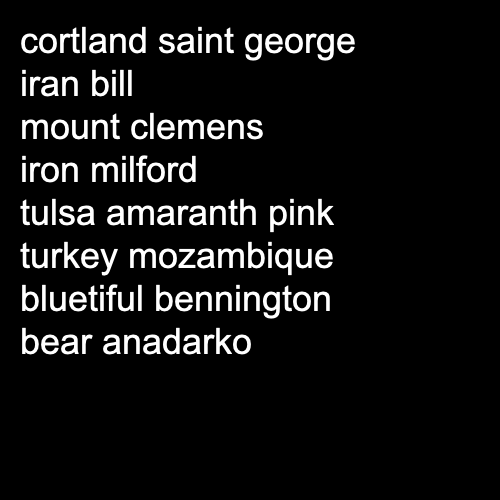 cortland saint george
iran bill
mount clemens
iron milford
tulsa amaranth pink
turkey mozambique
bluetiful bennington
bear anadarko